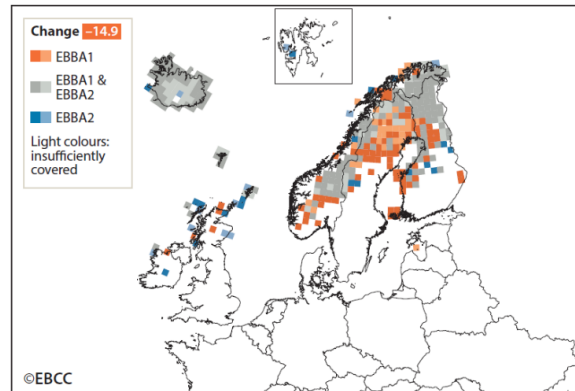 Change –14.9
EBBA1
EBBA1 &
EBBA2
EBBA2
Light colours:
insufficiently
covered
©EBCC